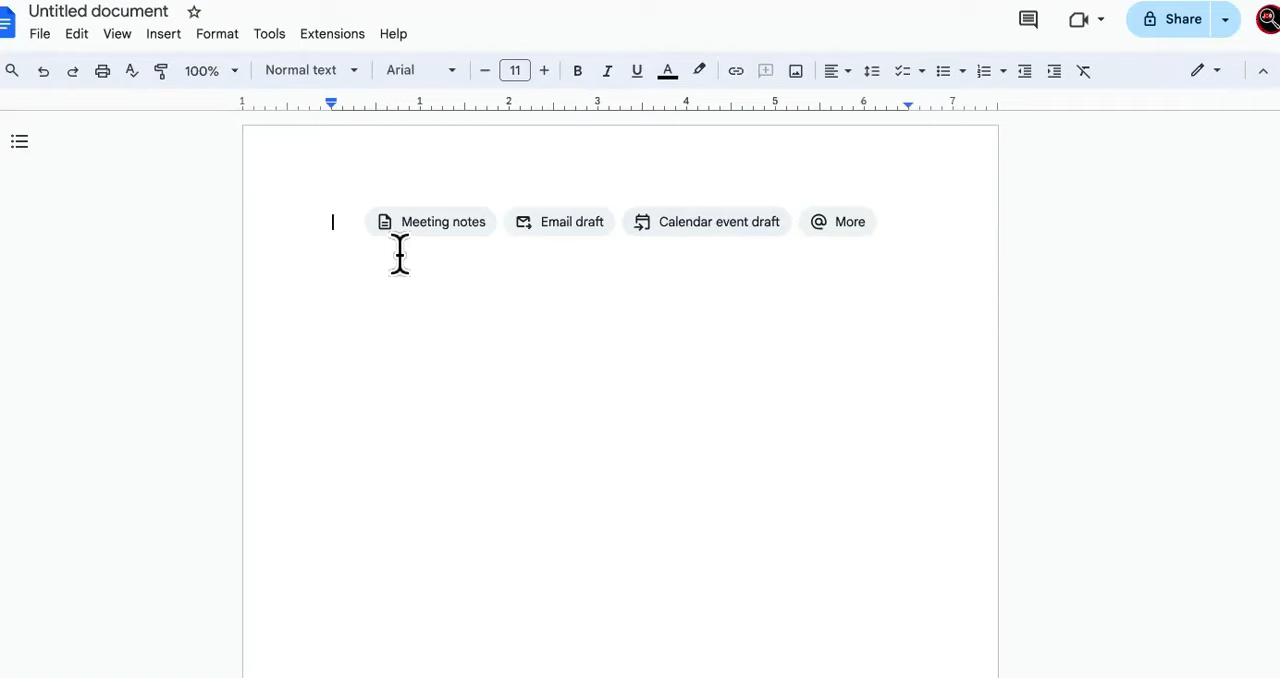 Untitled document
Share
File Edit View Insert Format Tools Extensions Help
100% Normal text Arial 11 B I U A
1 1 2 3 4 5 6 7
Meeting notes Email draft Calendar event draft More